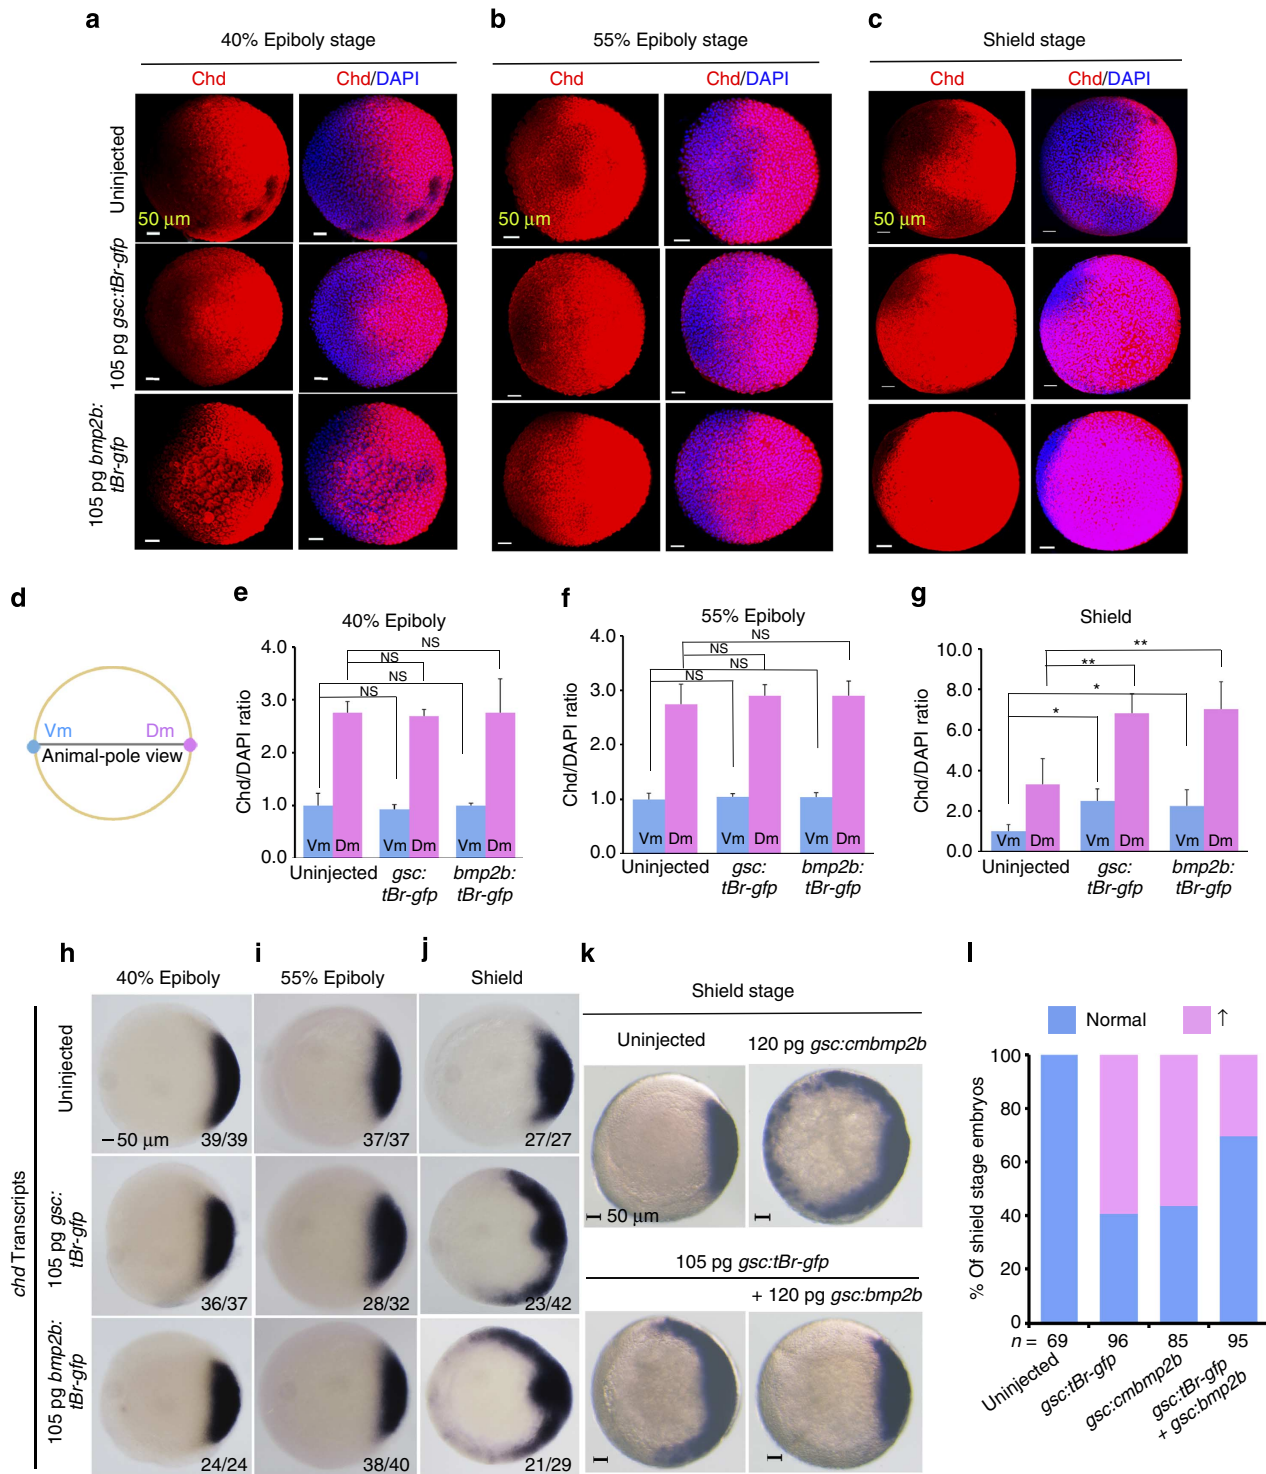 a
40% Epiboly stage
Chd
Chd/DAPI
b
55% Epiboly stage
Chd
Chd/DAPI
c
Shield stage
Chd
Chd/DAPI
Uninjected
50 µm
50 µm
50 µm
105 pg gsc:tBr-gfp
105 pg bmp2b:
tBr-gfp
d
Vm
Dm
Animal-pole view
e
40% Epiboly
Chd/DAPI ratio
4.0
3.0
2.0
1.0
0.0
NS
NS
NS
NS
Vm
Dm
Vm
Dm
Vm
Dm
Uninjected
gsc:
tBr-gfp
bmp2b:
tBr-gfp
f
55% Epiboly
Chd/DAPI ratio
4.0
3.0
2.0
1.0
0.0
NS
NS
NS
NS
Vm
Dm
Vm
Dm
Vm
Dm
Uninjected
gsc:
tBr-gfp
bmp2b:
tBr-gfp
g
Shield
Chd/DAPI ratio
10.0
8.0
6.0
4.0
2.0
0.0
**
**
*
*
Vm
Dm
Vm
Dm
Vm
Dm
Uninjected
gsc:
tBr-gfp
bmp2b:
tBr-gfp
h
40% Epiboly
i
55% Epiboly
j
Shield
chd Transcripts
Uninjected
50 µm
39/39
37/37
27/27
105 pg gsc:
tBr-gfp
36/37
28/32
23/42
105 pg bmp2b:
tBr-gfp
24/24
38/40
21/29
k
Shield stage
Uninjected
120 pg gsc:cmbmp2b
50 µm
105 pg gsc:tBr-gfp
+ 120 pg gsc:bmp2b
l
Normal
↑
% Of shield stage embryos
100
80
60
40
20
0
n = 69
96
85
95
Uninjected
gsc:tBr-gfp
gsc:cmbmp2b
gsc:tBr-gfp
+ gsc:bmp2b